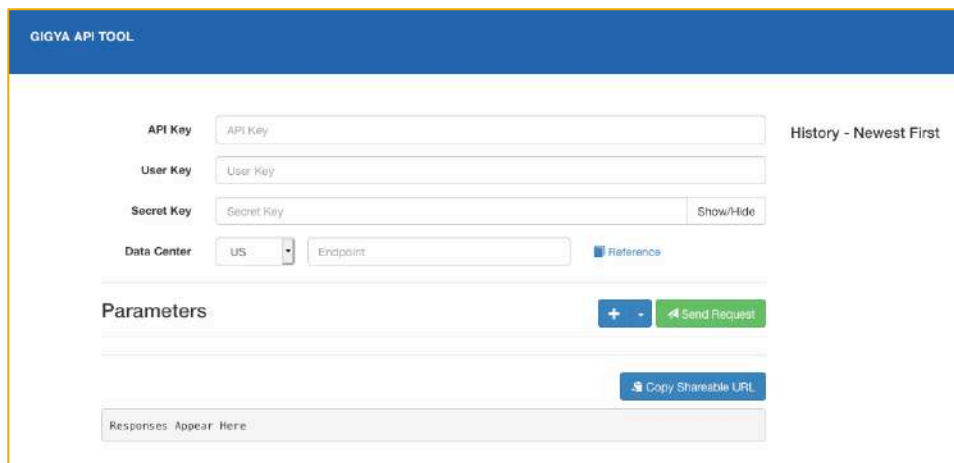 GIGYA API TOOL
API Key API Key
History - Newest First
User Key User Key
Secret Key Secret Key Show/Hide
Data Center US Endpoint Reference
Parameters + Send Request
Copy Shareable URL
Responses Appear Here